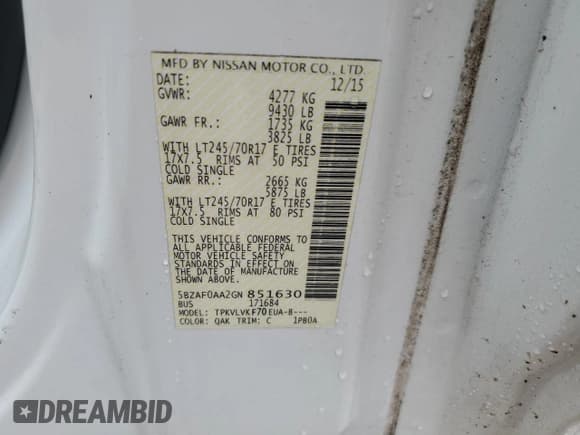 MFD BY NISSAN MOTOR CO., LTD.
DATE: 12/15
GVWR: 4277 KG
9430 LB
GAWR FR.: 1735 KG
3825 LB
WITH LT245/70R17 E TIRES
17X7.5 RIMS AT 50 PSI
COLD SINGLE
GAWR RR.: 2665 KG
5875 LB
WITH LT245/70R17 E TIRES
17X7.5 RIMS AT 80 PSI
COLD SINGLE
THIS VEHICLE CONFORMS TO
ALL APPLICABLE FEDERAL
MOTOR VEHICLE SAFETY
STANDARDS IN EFFECT ON
THE DATE OF MANUFACTURE
SHOWN ABOVE.
5BZAF0AA2GN851630
BUS 171684
MODEL: TPKVLVKF70EUA-8---
COLOR: QAK TRIM: C 1P80A
DREAMBID